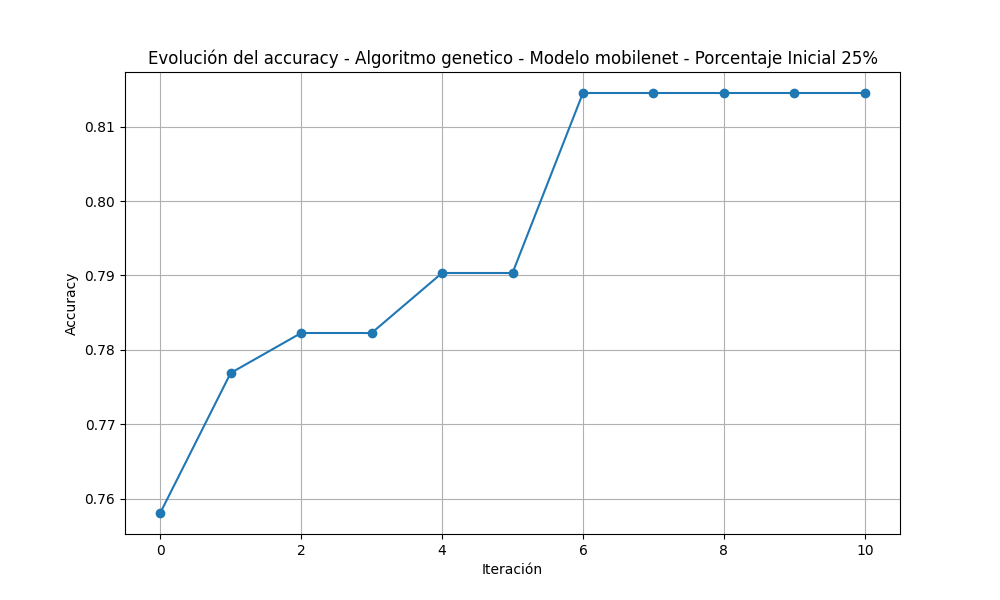 Evolución del accuracy - Algoritmo genetico - Modelo mobilenet - Porcentaje Inicial 25%
0.81
0.80
0.79
0.78
0.77
0.76
Accuracy
0 2 4 6 8 10
Iteración